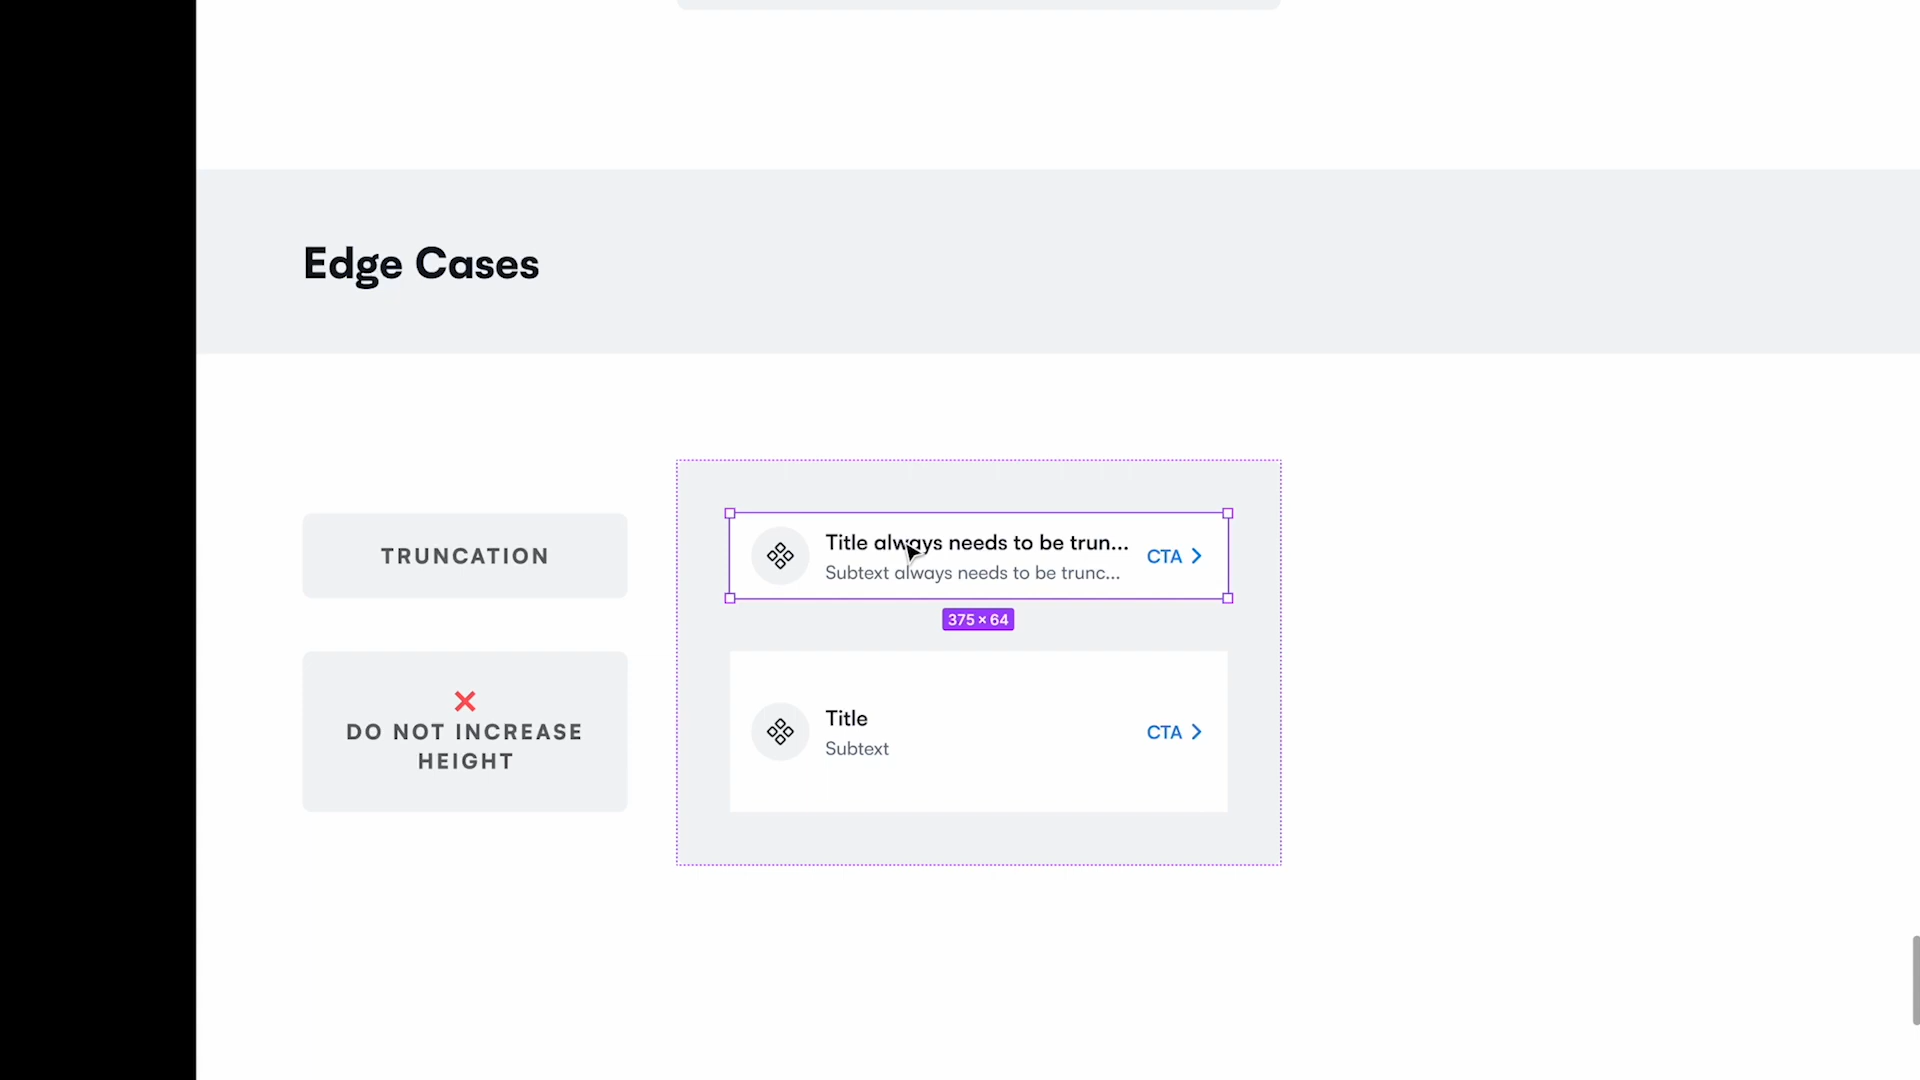 Edge Cases
TRUNCATION
Title always needs to be trun...
Subtext always needs to be trunc...
CTA
375 × 64
DO NOT INCREASE
HEIGHT
Title
Subtext
CTA